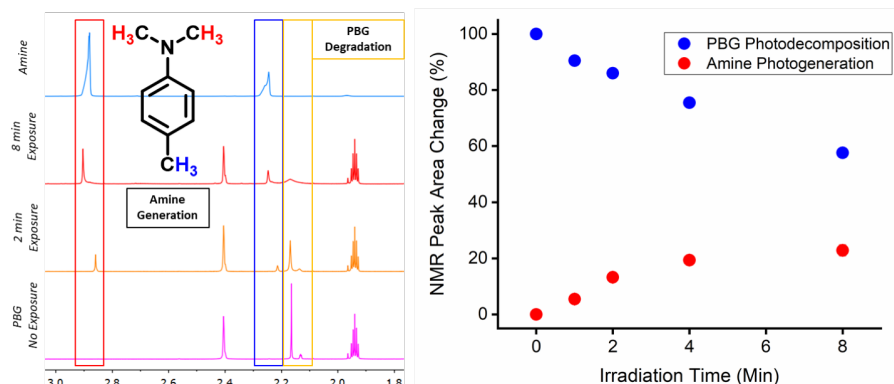 H3C
CH3
N
CH3
PBG
Degradation
Amine
8 min
Exposure
Amine
Generation
2 min
Exposure
PBG
No Exposure
3.0 2.6 2.4 2.2 2.0 1.8
PBG Photodecomposition
Amine Photogeneration
NMR Peak Area Change (%)
100
80
60
40
20
0
0 2 4 6 8
Irradiation Time (Min)